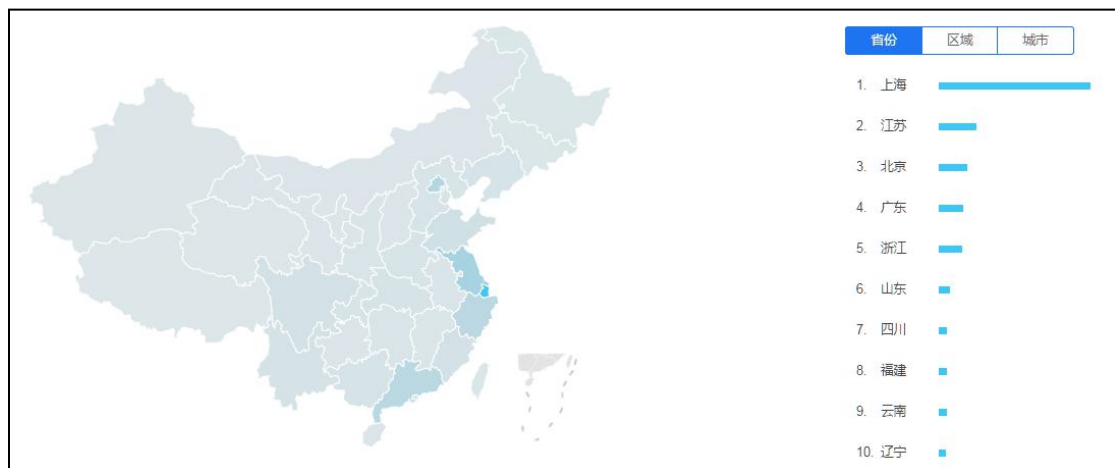 省份 区域 城市
1. 上海
2. 江苏
3. 北京
4. 广东
5. 浙江
6. 山东
7. 四川
8. 福建
9. 云南
10. 辽宁